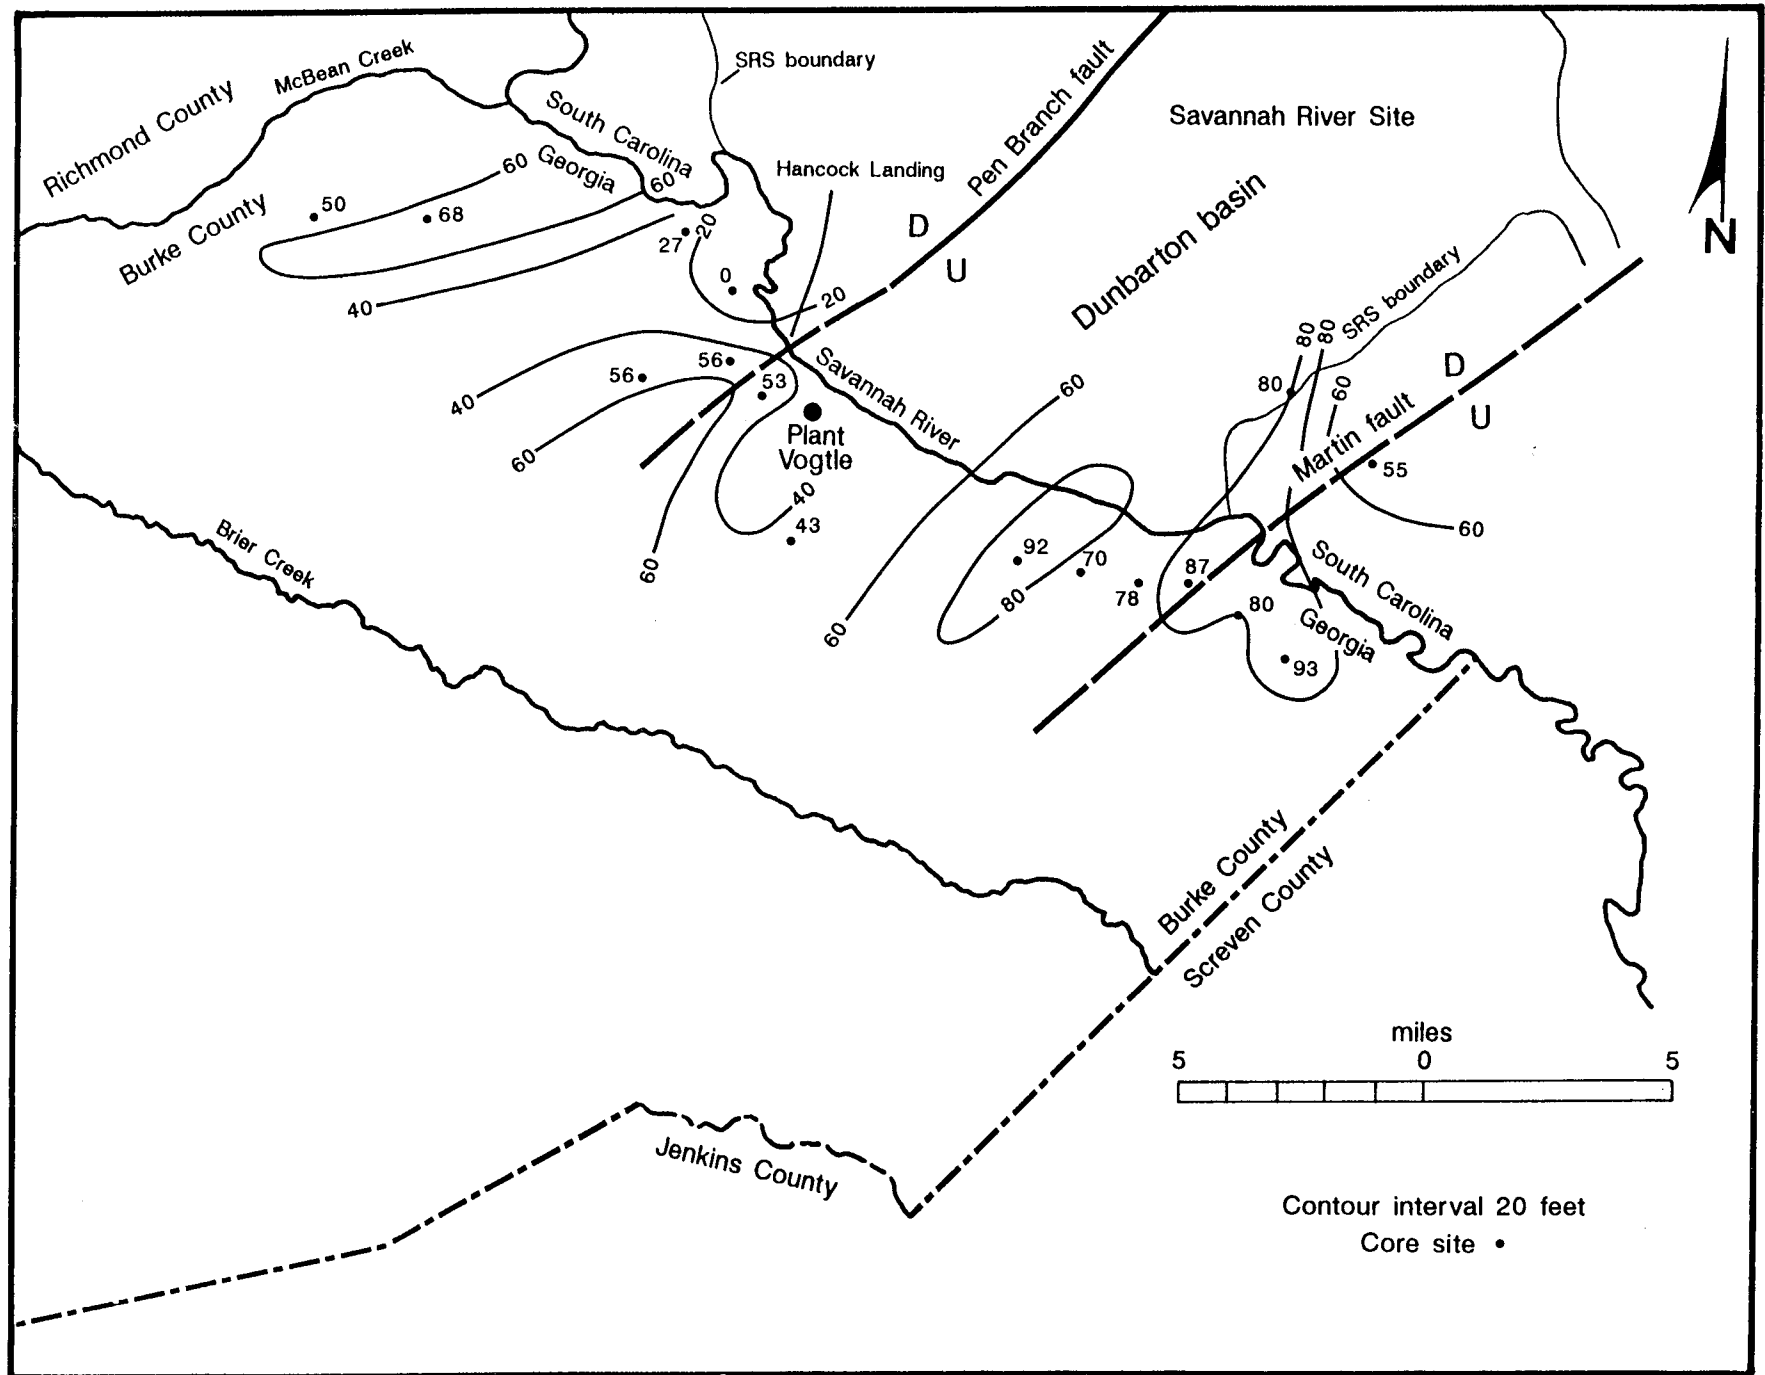 SRS boundary
McBean Creek
Richmond County
South Carolina
Georgia
Pen Branch fault
Savannah River Site
Hancock Landing
60
60
50
68
Burke County
27
20
0
D
U
Dunbarton basin
N
40
20
SRS boundary
80
80
56
56
53
40
Savannah River
60
80
60
D
U
Plant
Vogtle
60
Martin fault
55
40
43
60
60
Brier Creek
92
70
87
78
80
80
60
South Carolina
Georgia
93
Burke County
Screven County
miles
5 0 5
Jenkins County
Contour interval 20 feet
Core site •